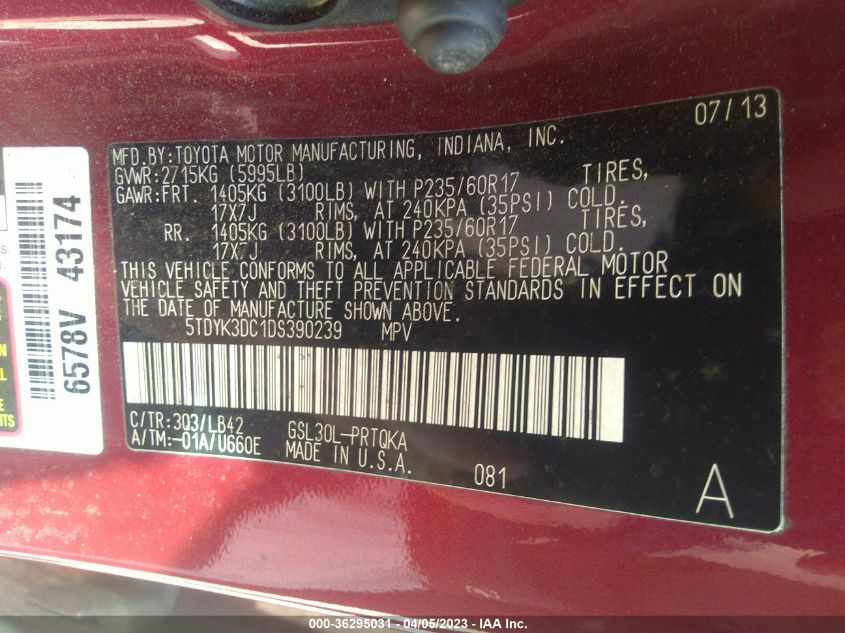 07/13
MFD.BY:TOYOTA MOTOR MANUFACTURING, INDIANA, INC.
GVWR:2715KG (5995LB)
GAWR:FRT. 1405KG (3100LB) WITH P235/60R17 TIRES,
17X7J RIMS, AT 240KPA (35PSI) COLD.
RR. 1405KG (3100LB) WITH P235/60R17 TIRES,
17X7J RIMS, AT 240KPA (35PSI) COLD.
THIS VEHICLE CONFORMS TO ALL APPLICABLE FEDERAL MOTOR
VEHICLE SAFETY AND THEFT PREVENTION STANDARDS IN EFFECT ON
THE DATE OF MANUFACTURE SHOWN ABOVE.
5TDYK3DC1DS390239 MPV
C/TR:3Q3/LB42 GSL30L-PRTQKA
A/TM:-01A/U660E MADE IN U.S.A.
081
A
6578V 43174
000-36295031 - 04/05/2023 - IAA Inc.